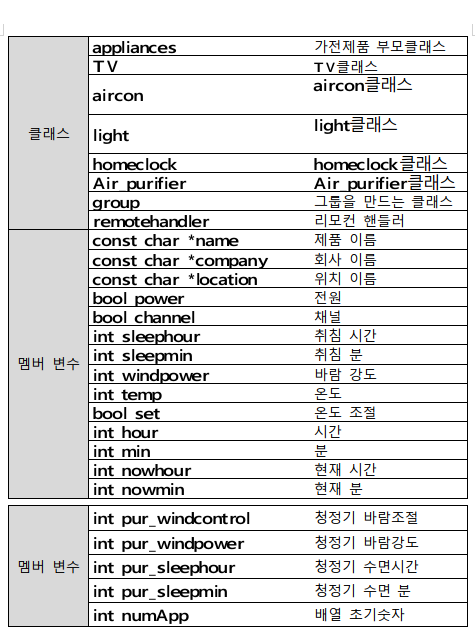 클래스
appliances 가전제품 부모클래스
TV TV클래스
aircon aircon클래스
light light클래스
homeclock homeclock클래스
Air_purifier Air_purifier클래스
group 그룹을 만드는 클래스
remotehandler 리모컨 핸들러
멤버 변수
const char *name 제품 이름
const char *company 회사 이름
const char *location 위치 이름
bool power 전원
bool channel 채널
int sleephour 취침 시간
int sleepmin 취침 분
int windpower 바람 강도
int temp 온도
bool set 온도 조절
int hour 시간
int min 분
int nowhour 현재 시간
int nowmin 현재 분
멤버 변수
int pur_windcontrol 청정기 바람조절
int pur_windpower 청정기 바람강도
int pur_sleephour 청정기 수면시간
int pur_sleepmin 청정기 수면 분
int numApp 배열 초기숫자